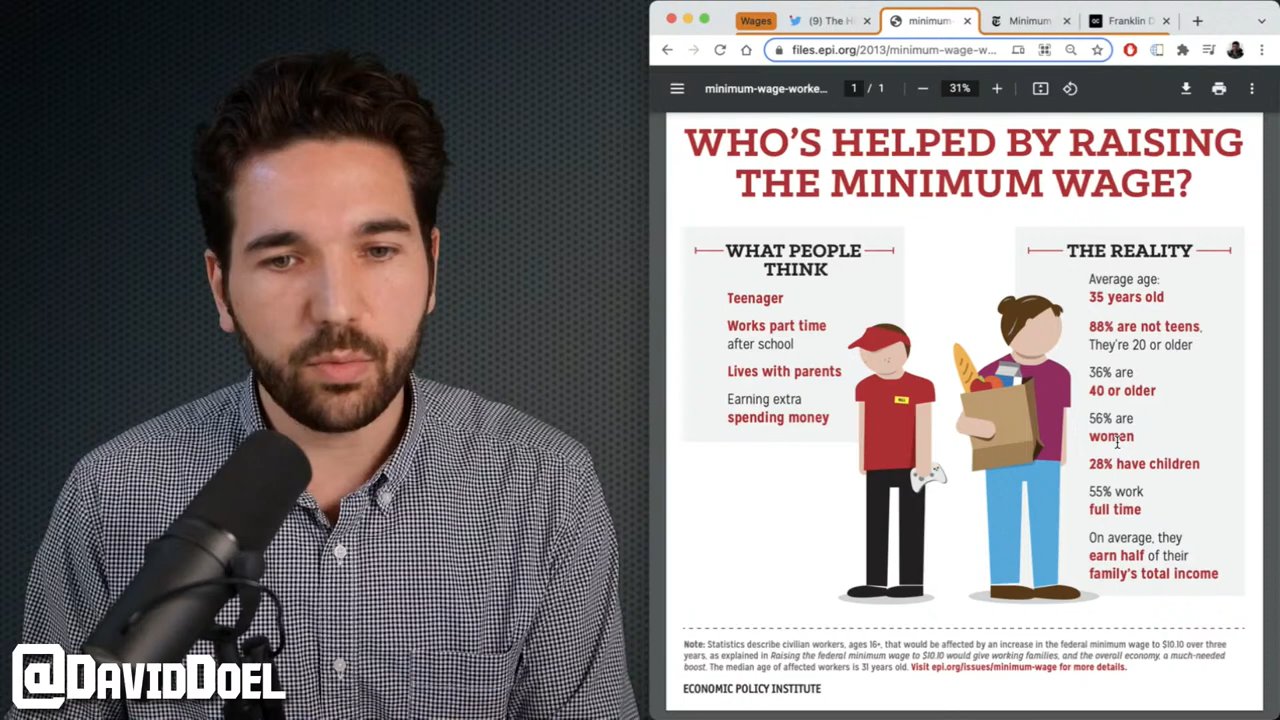 Wages
(9) The H
minimum-
Minimum
Franklin D
files.epi.org/2013/minimum-wage-w...
minimum-wage-worke...
1 / 1
31%
WHO'S HELPED BY RAISING
THE MINIMUM WAGE?
WHAT PEOPLE
THINK
Teenager
Works part time
after school
Lives with parents
Earning extra
spending money
THE REALITY
Average age:
35 years old
88% are not teens,
They're 20 or older
36% are
40 or older
56% are
women
28% have children
55% work
full time
On average, they
earn half of their
family's total income
Note: Statistics describe civilian workers, ages 16+, that would be affected by an increase in the federal minimum wage to $10.10 over three
years, as explained in Raising the federal minimum wage to $10.10 would give working families, and the overall economy, a much-needed
boost. The median age of affected workers is 31 years old. Visit epi.org/issues/minimum-wage for more details.
ECONOMIC POLICY INSTITUTE
@DAVIDDOEL